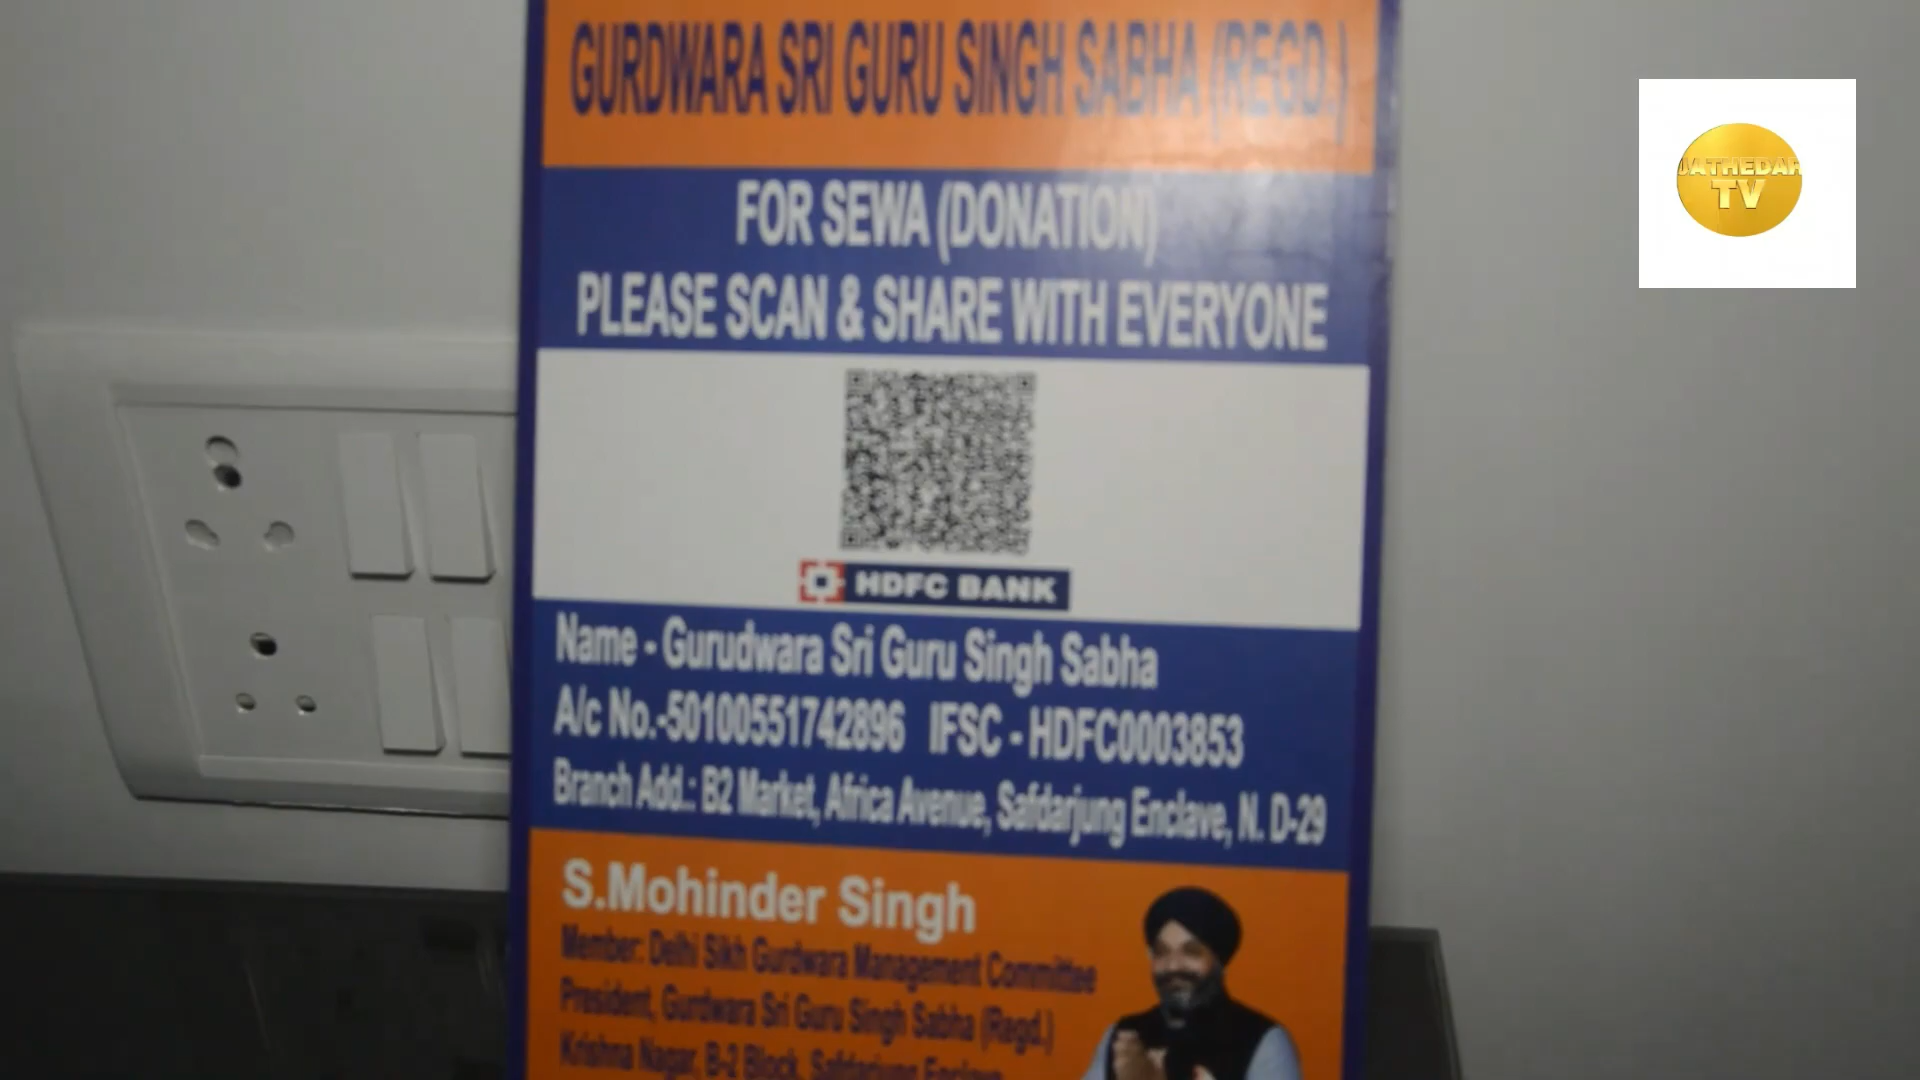 GURDWARA SRI GURU SINGH SABHA (REGD.)
FOR SEWA (DONATION)
PLEASE SCAN & SHARE WITH EVERYONE
HDFC BANK
Name - Gurudwara Sri Guru Singh Sabha
A/c No.-50100551742896 IFSC - HDFC0003853
Branch Add.: B2 Market, Africa Avenue, Safdarjung Enclave, N. D-29
S.Mohinder Singh
Member: Delhi Sikh Gurdwara Management Committee
President, Gurdwara Sri Guru Singh Sabha (Regd.)
Krishna Nagar, B-2 Block, Safdarjung Enclave
JATHEDAR
TV